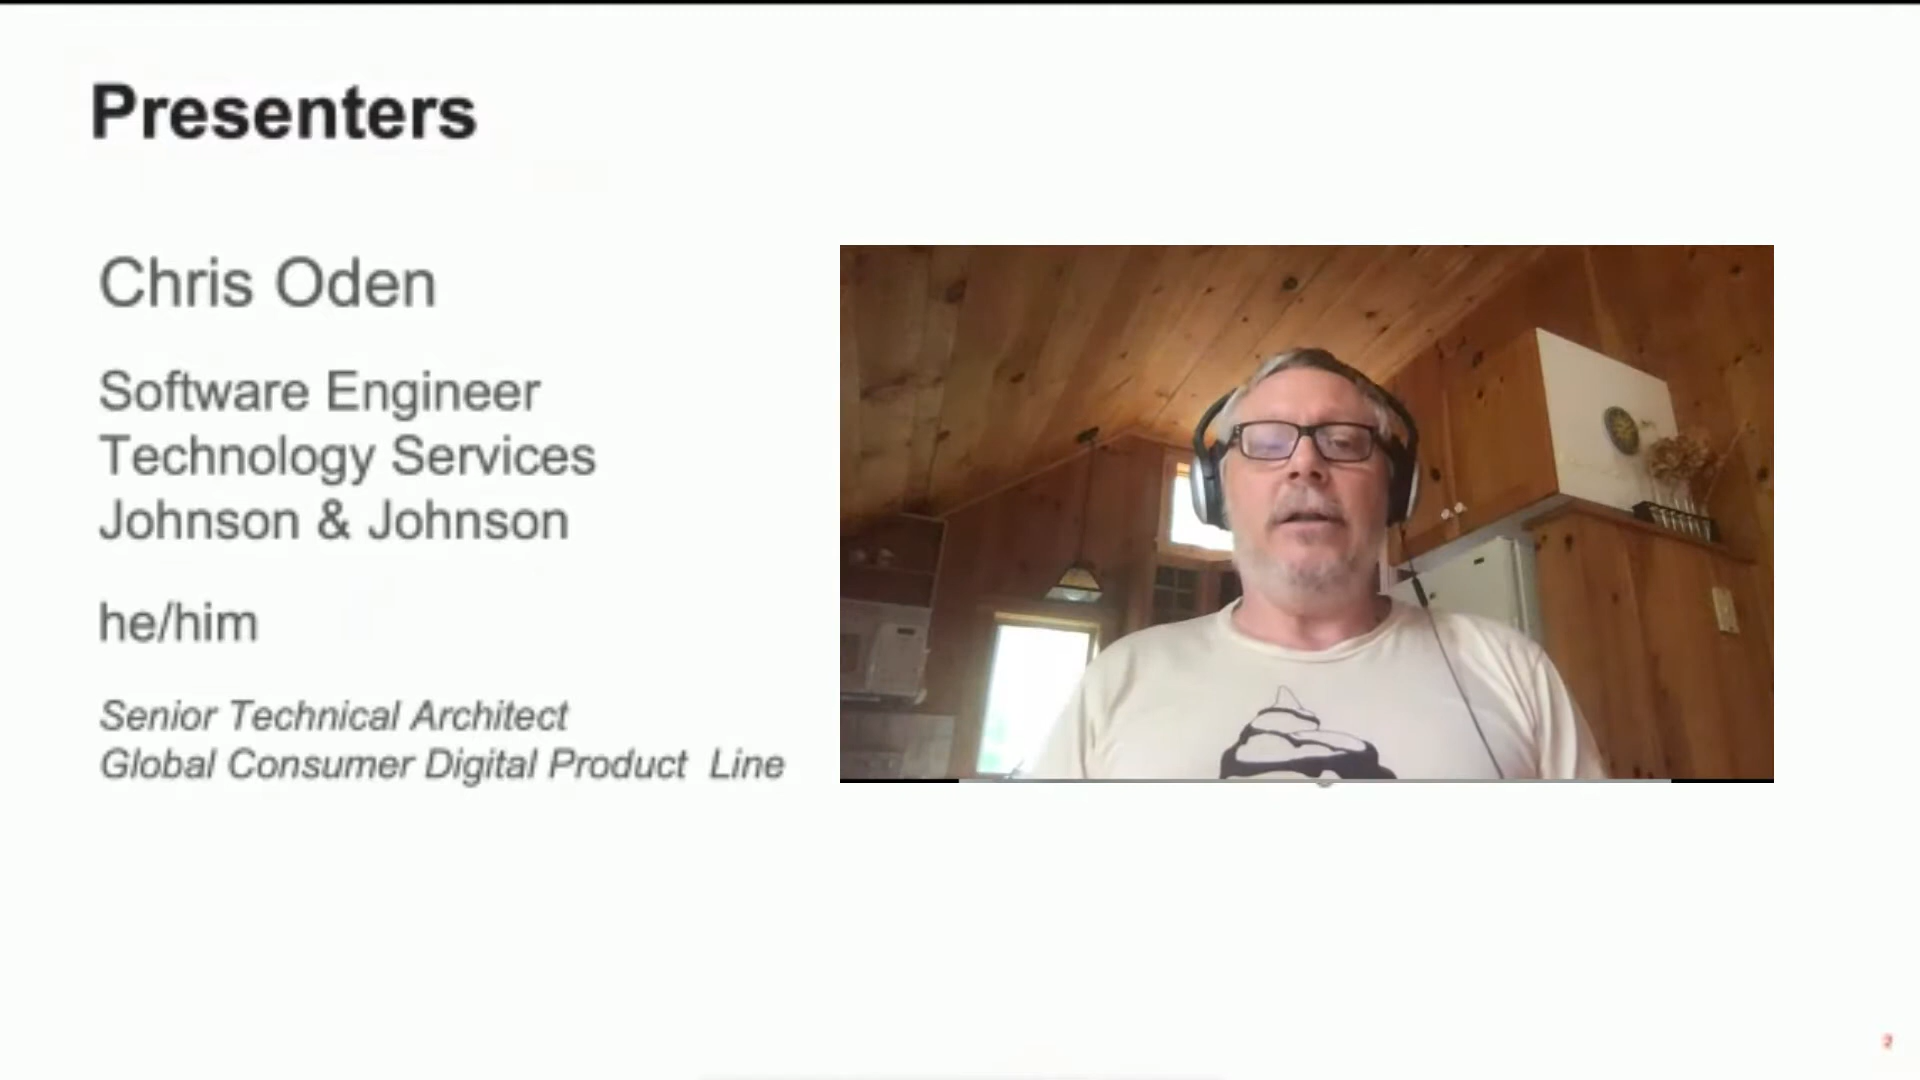 Presenters
Chris Oden
Software Engineer
Technology Services
Johnson & Johnson
he/him
Senior Technical Architect
Global Consumer Digital Product Line
2